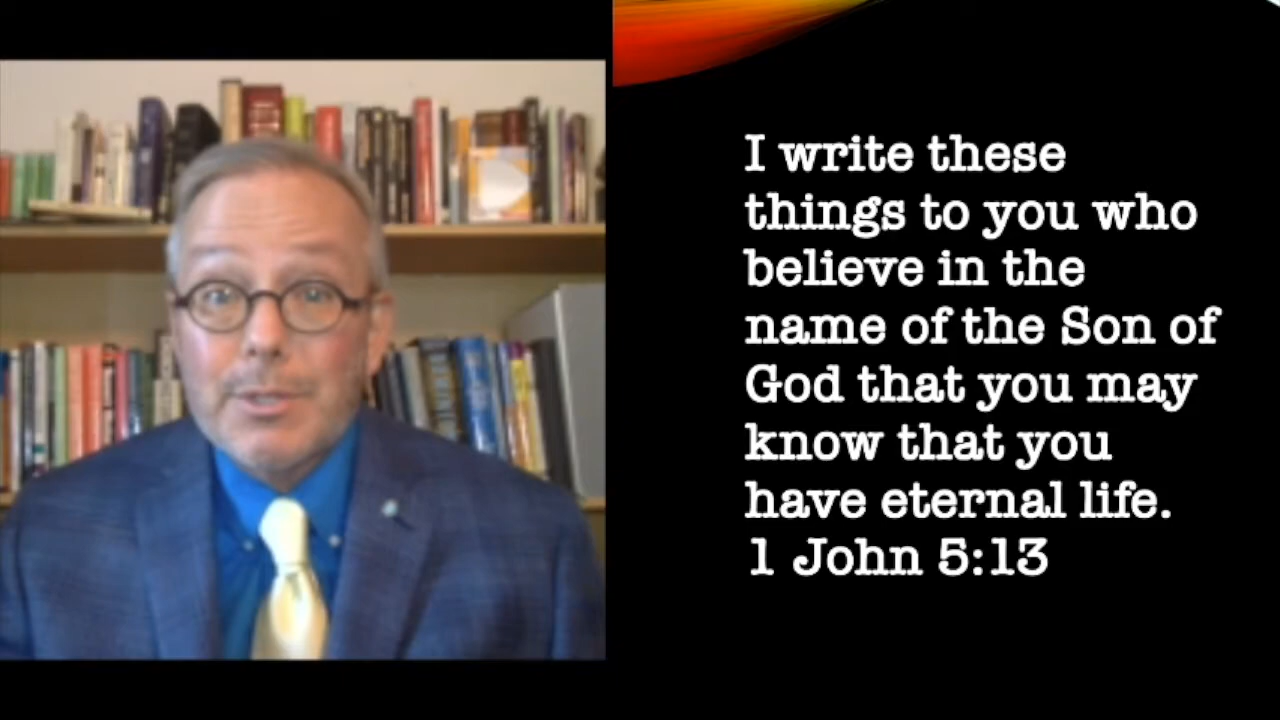 I write these
things to you who
believe in the
name of the Son of
God that you may
know that you
have eternal life.
1 John 5:13